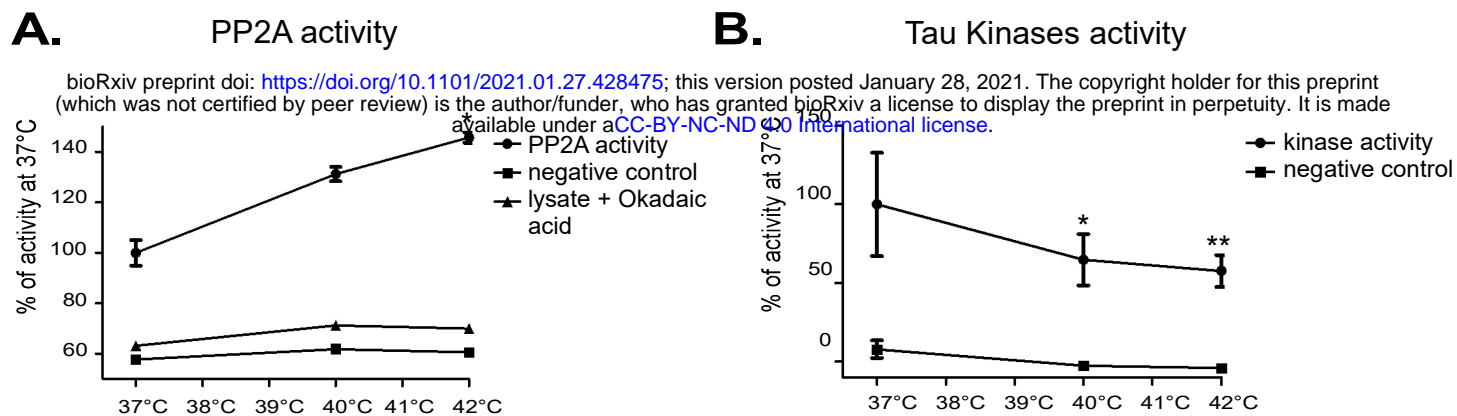 A.
PP2A activity
B.
Tau Kinases activity
bioRxiv preprint doi: https://doi.org/10.1101/2021.01.27.428475; this version posted January 28, 2021. The copyright holder for this preprint
(which was not certified by peer review) is the author/funder, who has granted bioRxiv a license to display the preprint in perpetuity. It is made
available under aCC-BY-NC-ND 4.0 International license.
% of activity at 37°C
140
120
100
80
60
*
PP2A activity
negative control
lysate + Okadaic
acid
37°C 38°C 39°C 40°C 41°C 42°C
% of activity at 37°C
150
100
50
0
*
**
kinase activity
negative control
37°C 38°C 39°C 40°C 41°C 42°C